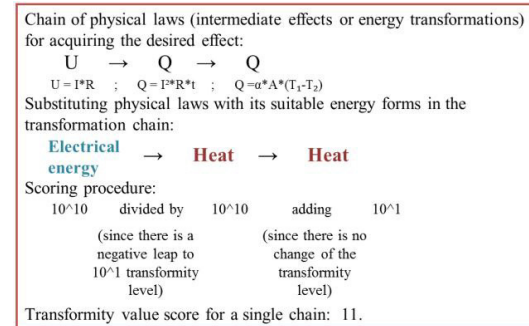 Chain of physical laws (intermediate effects or energy transformations)
for acquiring the desired effect:
U → Q → Q
U = I*R ; Q = I²*R*t ; Q =α*A*(T₁-T₂)
Substituting physical laws with its suitable energy forms in the
transformation chain:
Electrical
energy → Heat → Heat
Scoring procedure:
10^10 divided by 10^10 adding 10^1
(since there is a
negative leap to
10^1 transformity
level)
(since there is no
change of the
transformity
level)
Transformity value score for a single chain: 11.